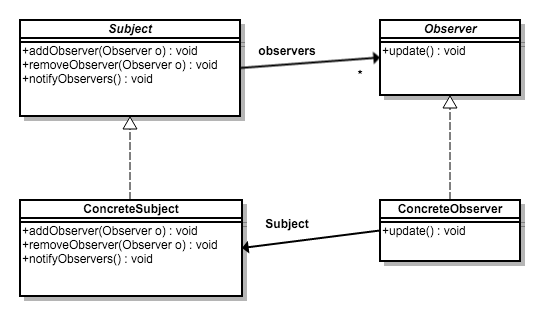 Subject
+addObserver(Observer o) : void
+removeObserver(Observer o) : void
+notifyObservers() : void
observers
*
Observer
+update() : void
ConcreteSubject
+addObserver(Observer o) : void
+removeObserver(Observer o) : void
+notifyObservers() : void
Subject
ConcreteObserver
+update() : void